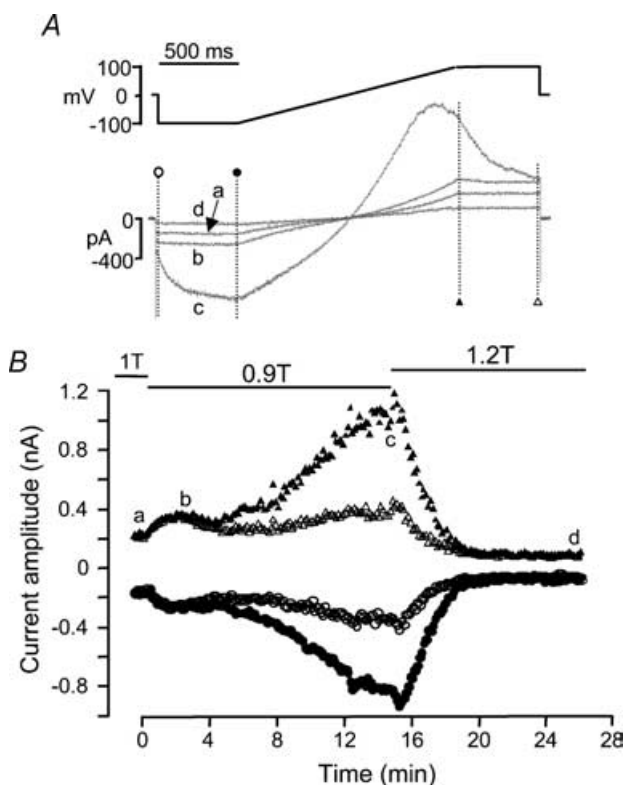 A
500 ms
100
mV 0
-100
a
d
0
pA
b
-400
c
B
1T
0.9T
1.2T
1.2
0.8
0.4
0
-0.4
-0.8
Current amplitude (nA)
a
b
c
d
0 4 8 12 16 20 24 26 28
Time (min)